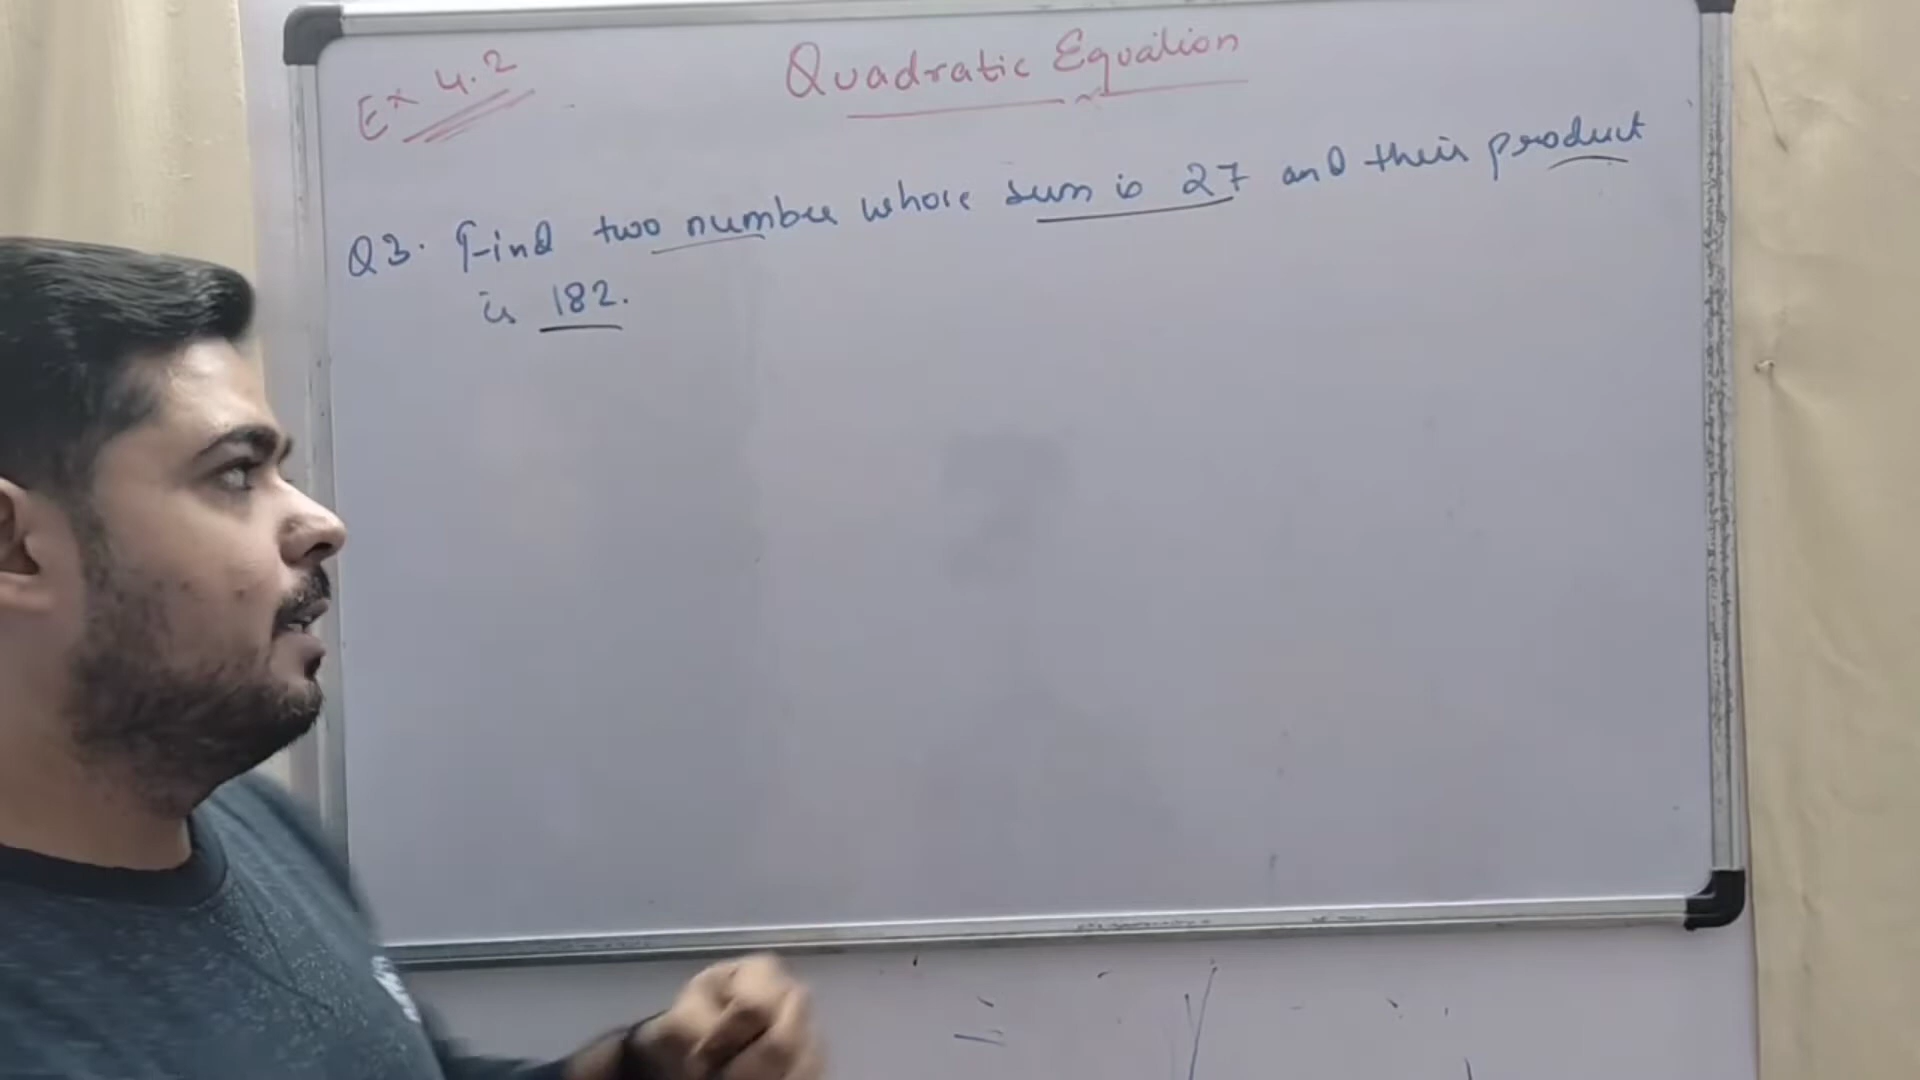 Ex 4.2
Quadratic Equation
Q3. Find two number whose sum is 27 and their product
is 182.